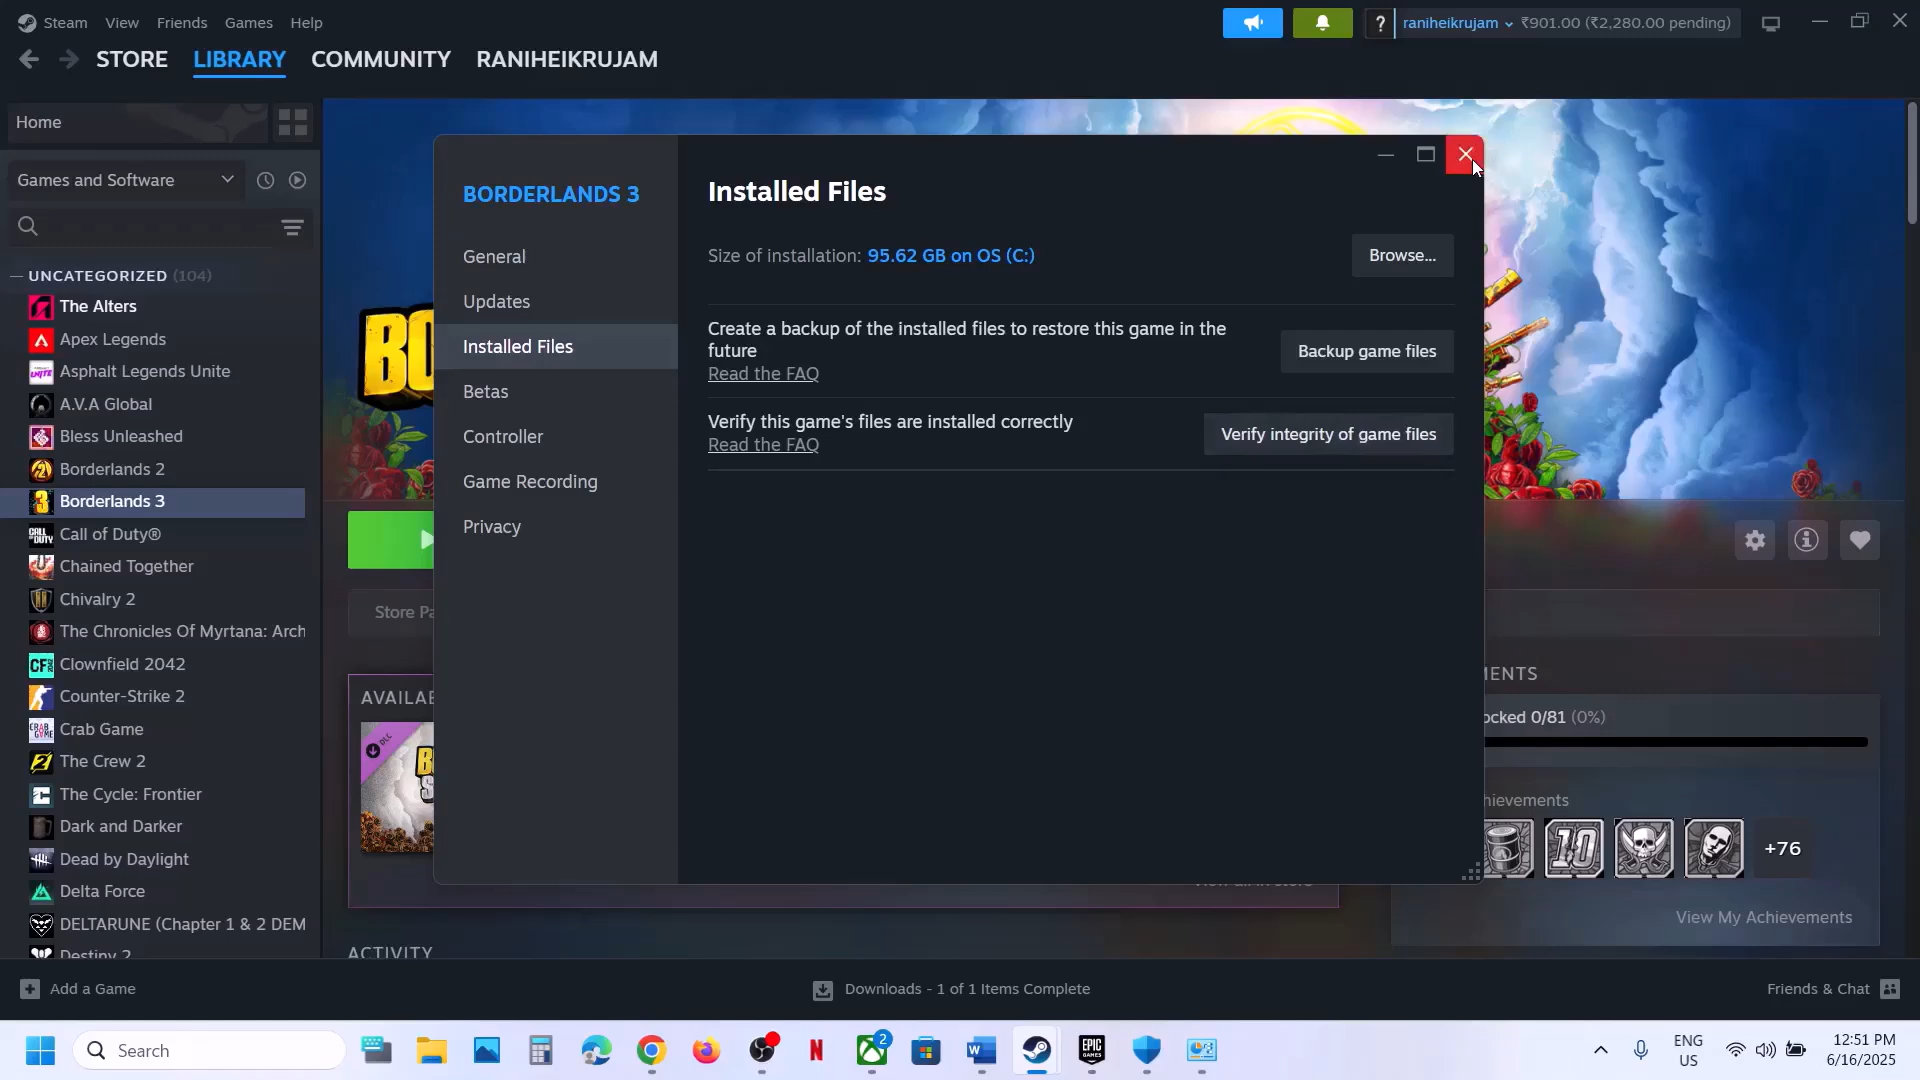 Steam View Friends Games Help
raniheikrujam ₹901.00 (₹2,280.00 pending)
STORE LIBRARY COMMUNITY RANIHEIKRUJAM
Home
Games and Software
UNCATEGORIZED (104)
The Alters
Apex Legends
Asphalt Legends Unite
A.V.A Global
Bless Unleashed
Borderlands 2
Borderlands 3
Call of Duty®
Chained Together
Chivalry 2
The Chronicles Of Myrtana: Arch
Clownfield 2042
Counter-Strike 2
Crab Game
The Crew 2
The Cycle: Frontier
Dark and Darker
Dead by Daylight
Delta Force
DELTARUNE (Chapter 1 & 2 DEM
Destiny 2
BORDERLANDS 3
General
Updates
Installed Files
Betas
Controller
Game Recording
Privacy
Installed Files
Size of installation: 95.62 GB on OS (C:)
Browse...
Create a backup of the installed files to restore this game in the
future
Read the FAQ
Backup game files
Verify this game's files are installed correctly
Read the FAQ
Verify integrity of game files
Store Pa
AVAILAB
DLC
ACTIVITY
MENTS
ocked 0/81 (0%)
hievements
10
+76
View My Achievements
Add a Game
Downloads - 1 of 1 Items Complete
Friends & Chat
Search
2
ENG
US
12:51 PM
6/16/2025